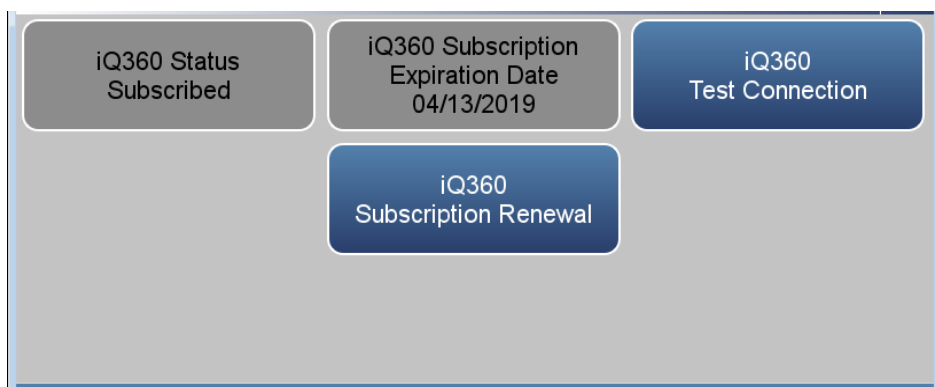 iQ360 Status
Subscribed
iQ360 Subscription
Expiration Date
04/13/2019
iQ360
Test Connection
iQ360
Subscription Renewal